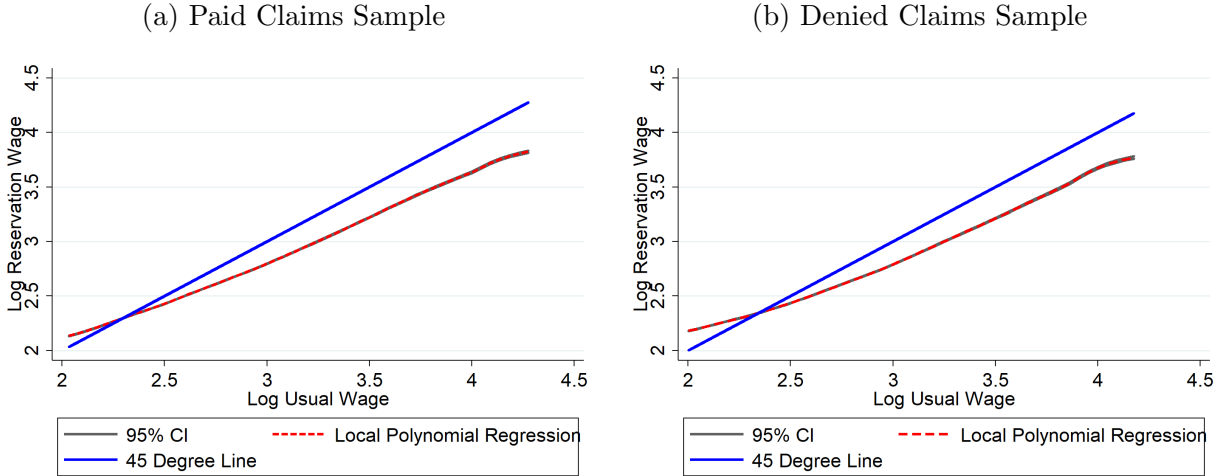 (a) Paid Claims Sample
Log Reservation Wage
4.5
4
3.5
3
2.5
2
2 2.5 3 3.5 4 4.5
Log Usual Wage
95% CI Local Polynomial Regression
45 Degree Line
(b) Denied Claims Sample
Log Reservation Wage
4.5
4
3.5
3
2.5
2
2 2.5 3 3.5 4 4.5
Log Usual Wage
95% CI Local Polynomial Regression
45 Degree Line